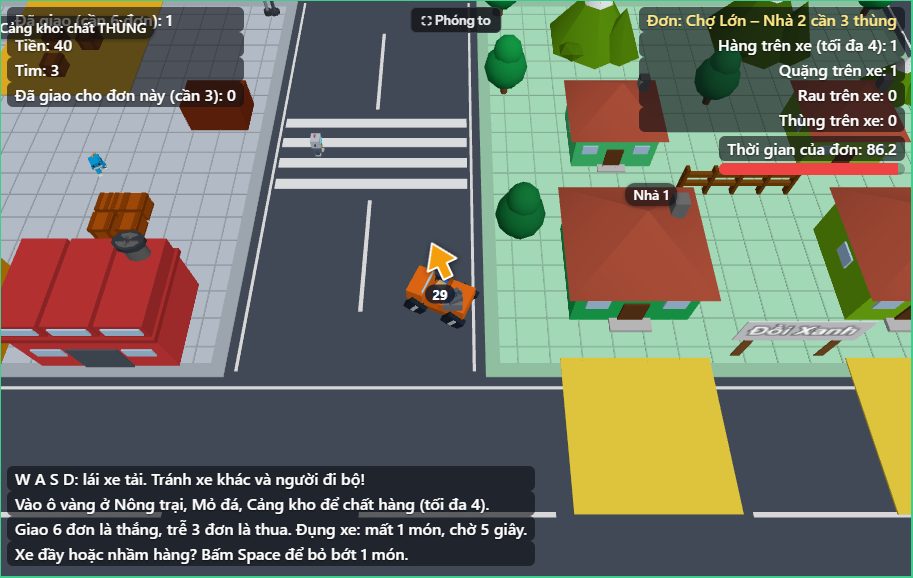 Đã giao (cần 6 đơn): 1
Cảng kho: chất THÙNG
Tiền: 40
Tim: 3
Đã giao cho đơn này (cần 3): 0
Phóng to
Đơn: Chợ Lớn – Nhà 2 cần 3 thùng
Hàng trên xe (tối đa 4): 1
Quặng trên xe: 1
Rau trên xe: 0
Thùng trên xe: 0
Thời gian của đơn: 86.2
Nhà 1
29
Đồi Xanh
W A S D: lái xe tải. Tránh xe khác và người đi bộ!
Vào ô vàng ở Nông trại, Mỏ đá, Cảng kho để chất hàng (tối đa 4).
Giao 6 đơn là thắng, trễ 3 đơn là thua. Đụng xe: mất 1 món, chờ 5 giây.
Xe đầy hoặc nhầm hàng? Bấm Space để bỏ bớt 1 món.